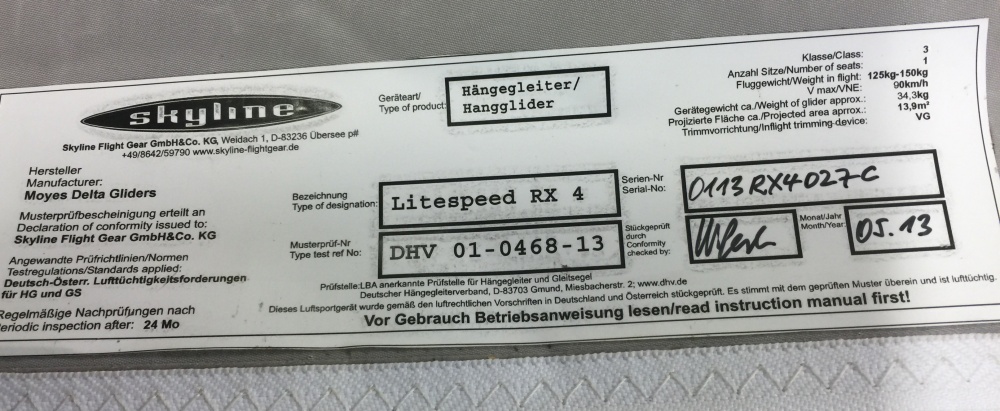 skyline
Skyline Flight Gear GmbH&Co. KG, Weidach 1, D-83236 Übersee p#
+49/8642/59790 www.skyline-flightgear.de
Geräteart/
Type of product:
Hängegleiter/
Hangglider
Klasse/Class: 3
Anzahl Sitze/Number of seats: 1
Fluggewicht/Weight in flight: 125kg-150kg
V max/VNE: 90km/h
Gerätegewicht ca./Weight of glider approx.: 34,3kg
Projizierte Fläche ca./Projected area approx.: 13,9m²
Trimmvorrichtung/Inflight trimming-device: VG
Hersteller
Manufacturer:
Moyes Delta Gliders
Musterprüfbescheinigung erteilt an
Declaration of conformity issued to:
Skyline Flight Gear GmbH&Co. KG
Angewandte Prüfrichtlinien/Normen
Testregulations/Standards applied:
Deutsch-Österr. Lufttüchtigkeitsforderungen
für HG und GS
Regelmäßige Nachprüfungen nach
Periodic inspection after: 24 Mo
Bezeichnung
Type of designation:
Litespeed RX 4
Serien-Nr
Serial-No:
0113RX4027C
Musterprüf-Nr
Type test ref No:
DHV 01-0468-13
Stückgeprüft
durch
Conformity
checked by:
Monat/Jahr
Month/Year:
05.13
Prüfstelle:LBA anerkannte Prüfstelle für Hängegleiter und Gleitsegel
Deutscher Hängegleiterverband, D-83703 Gmund, Miesbacherstr. 2; www.dhv.de
Dieses Luftsportgerät wurde gemäß den luftrechtlichen Vorschriften in Deutschland und Österreich stückgeprüft. Es stimmt mit dem geprüften Muster überein und ist lufttüchtig.
Vor Gebrauch Betriebsanweisung lesen/read instruction manual first!